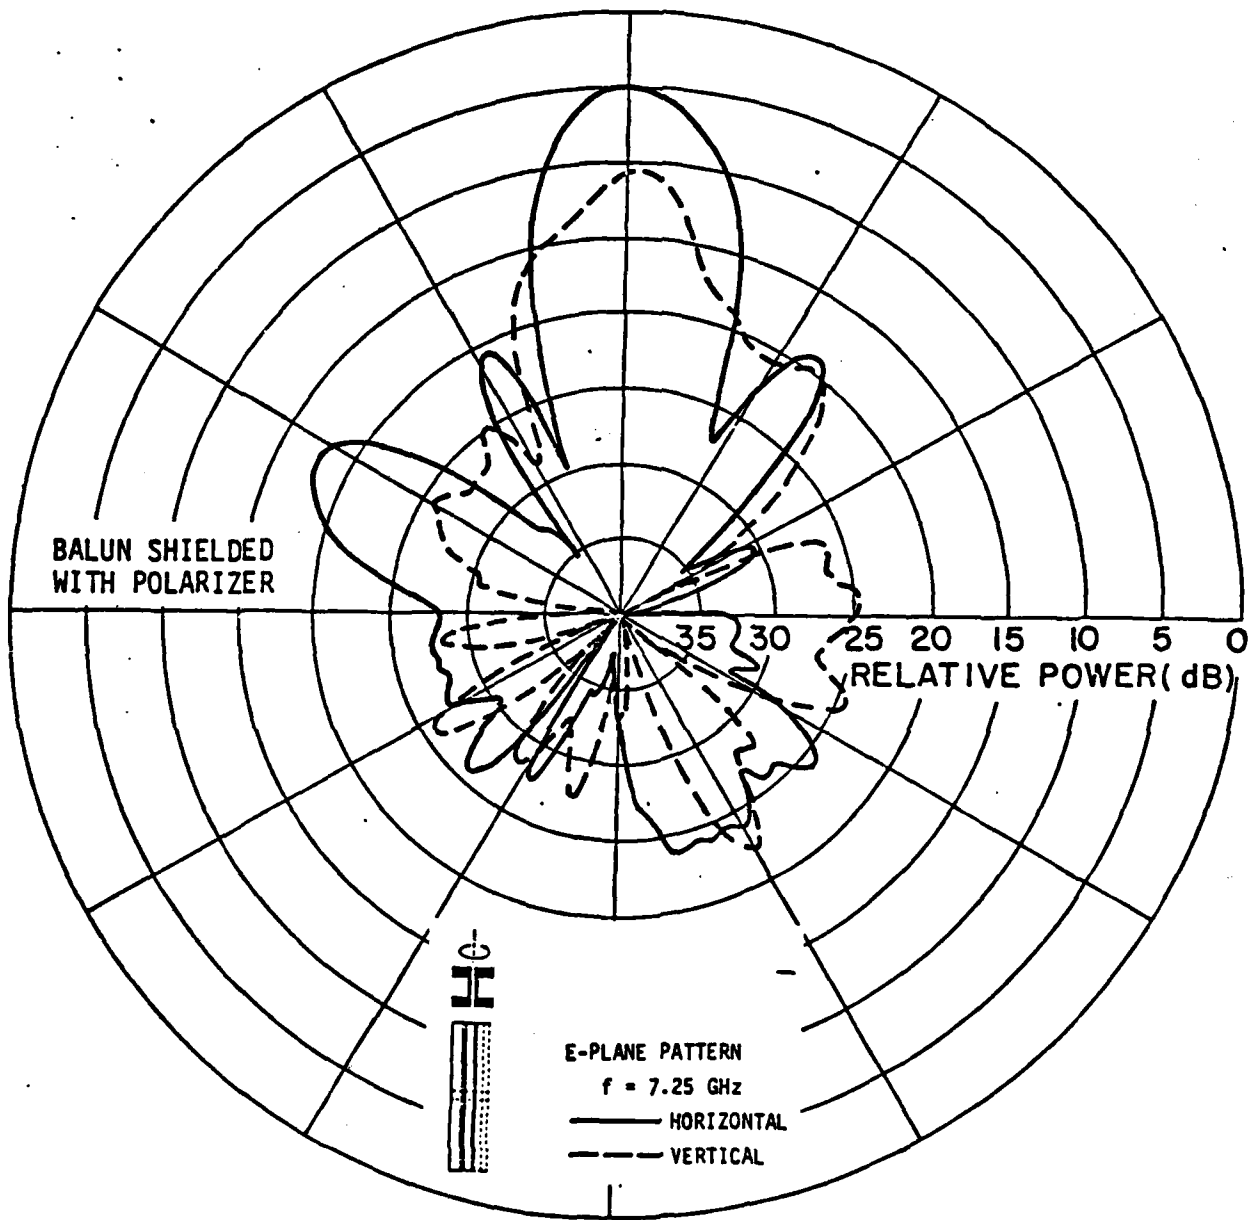 BALUN SHIELDED
WITH POLARIZER
35 30 25 20 15 10 5 0
RELATIVE POWER(dB)
E-PLANE PATTERN
f = 7.25 GHz
HORIZONTAL
VERTICAL